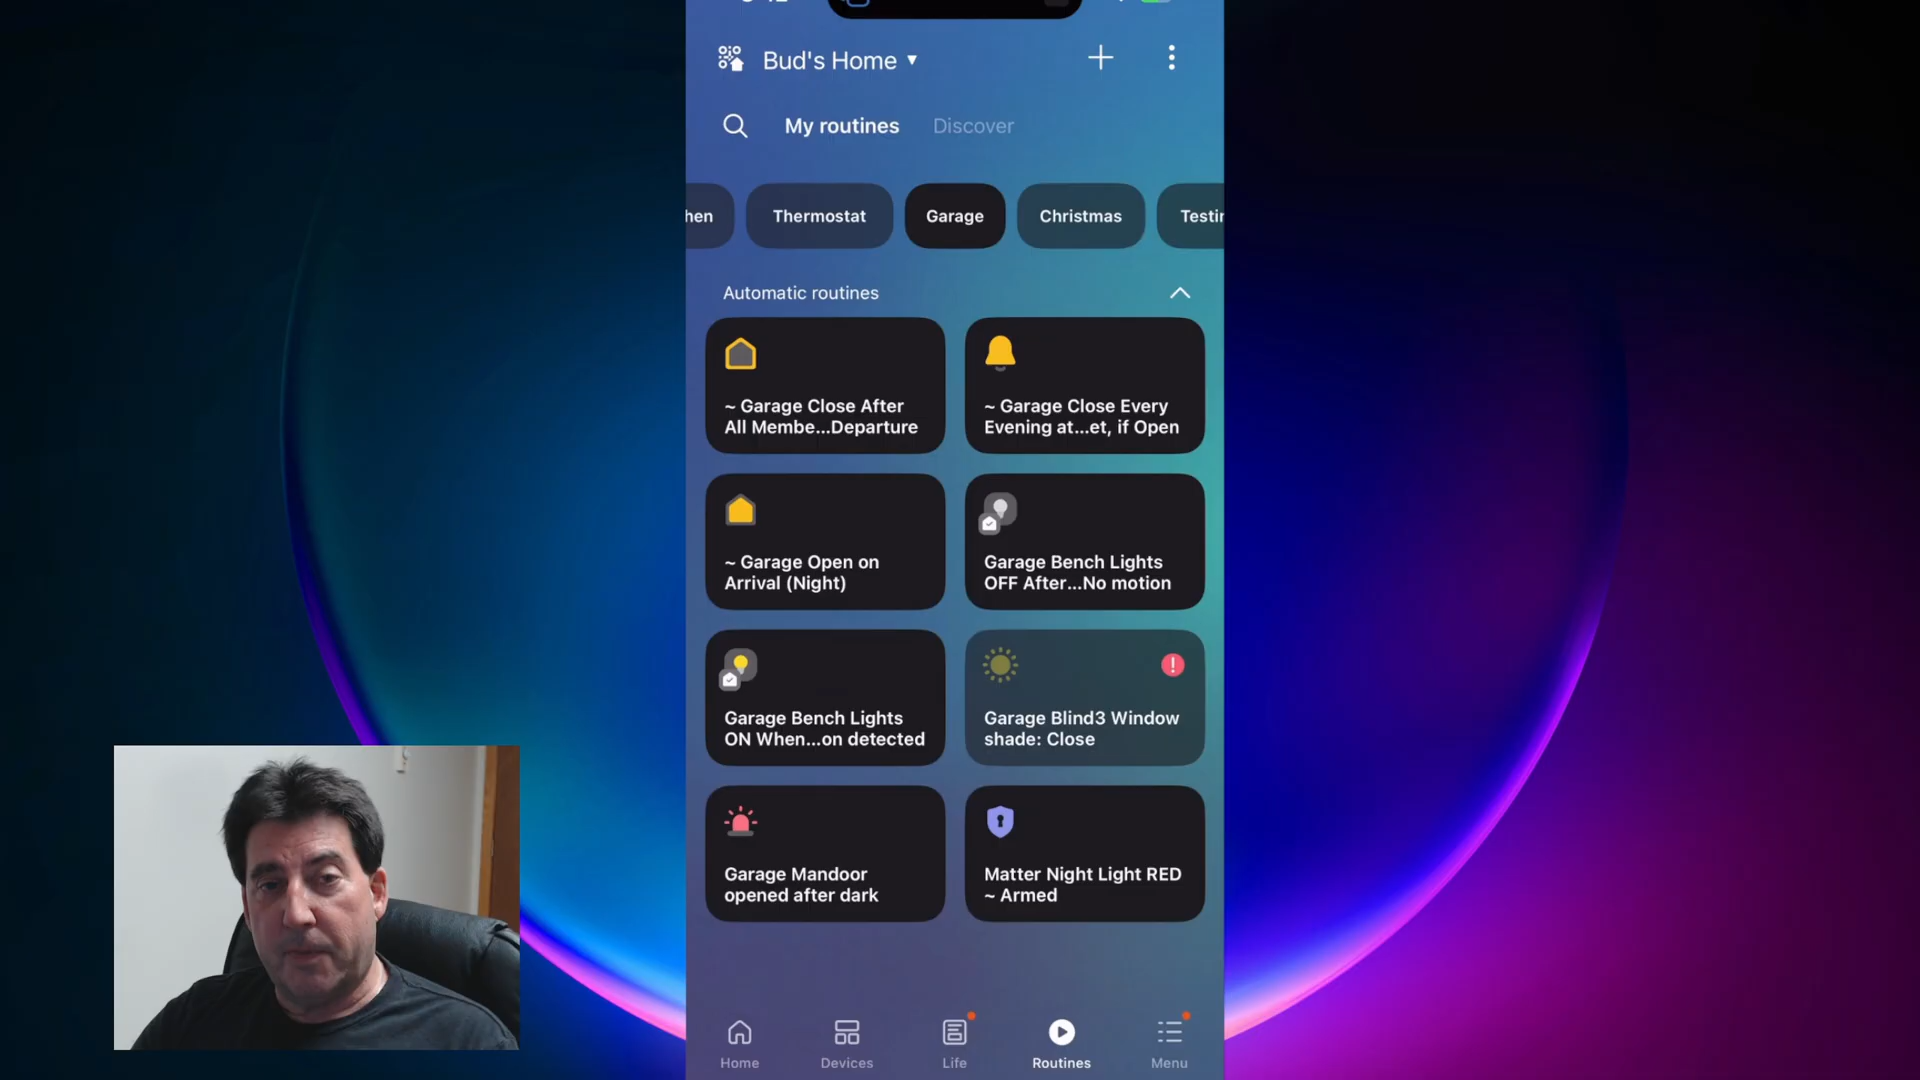 Bud's Home
My routines
Discover
hen
Thermostat
Garage
Christmas
Testin
Automatic routines
~ Garage Close After
All Membe...Departure
~ Garage Close Every
Evening at...et, if Open
~ Garage Open on
Arrival (Night)
Garage Bench Lights
OFF After...No motion
Garage Bench Lights
ON When...on detected
Garage Blind3 Window
shade: Close
Garage Mandoor
opened after dark
Matter Night Light RED
~ Armed
Home
Devices
Life
Routines
Menu